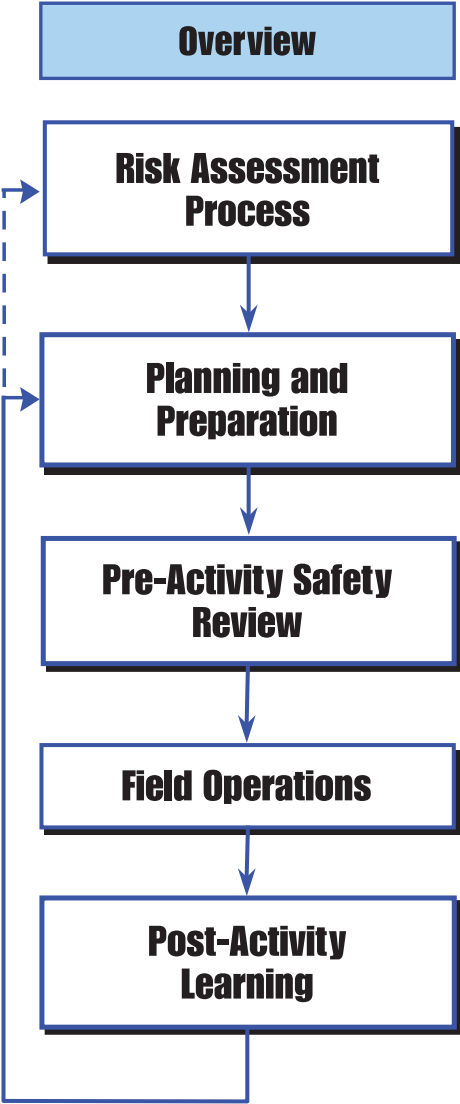 Overview
Risk Assessment
Process
Planning and
Preparation
Pre-Activity Safety
Review
Field Operations
Post-Activity
Learning